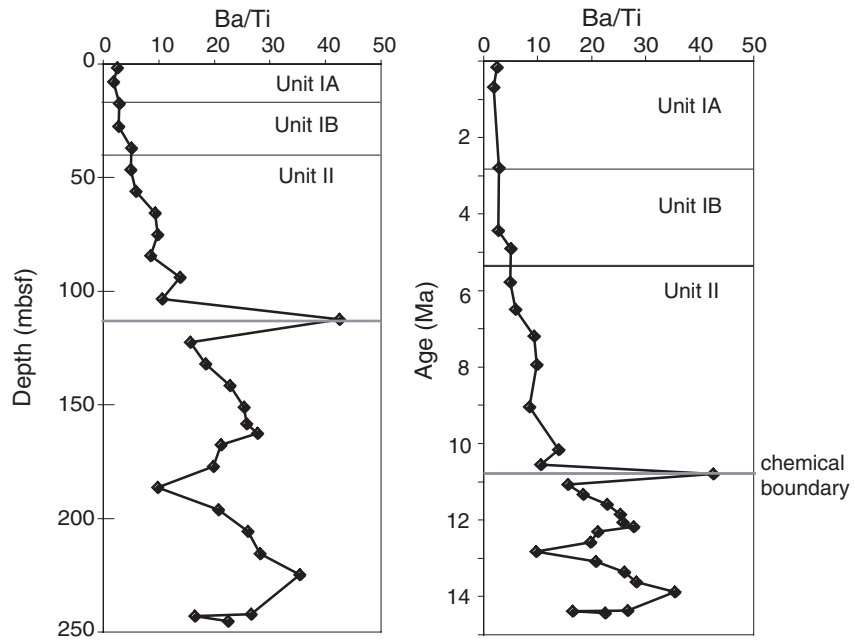 Ba/Ti
0 10 20 30 40 50
0
50
100
150
200
250
Depth (mbsf)
Unit IA
Unit IB
Unit II
Ba/Ti
0 10 20 30 40 50
2
4
6
8
10
12
14
Age (Ma)
Unit IA
Unit IB
Unit II
chemical
boundary